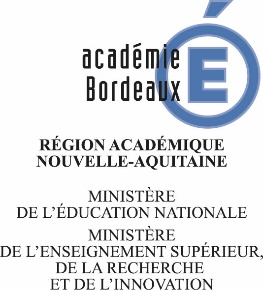 académie
Bordeaux
É
RÉGION ACADÉMIQUE
NOUVELLE-AQUITAINE
MINISTÈRE
DE L'ÉDUCATION NATIONALE
MINISTÈRE
DE L'ENSEIGNEMENT SUPÉRIEUR,
DE LA RECHERCHE
ET DE L'INNOVATION